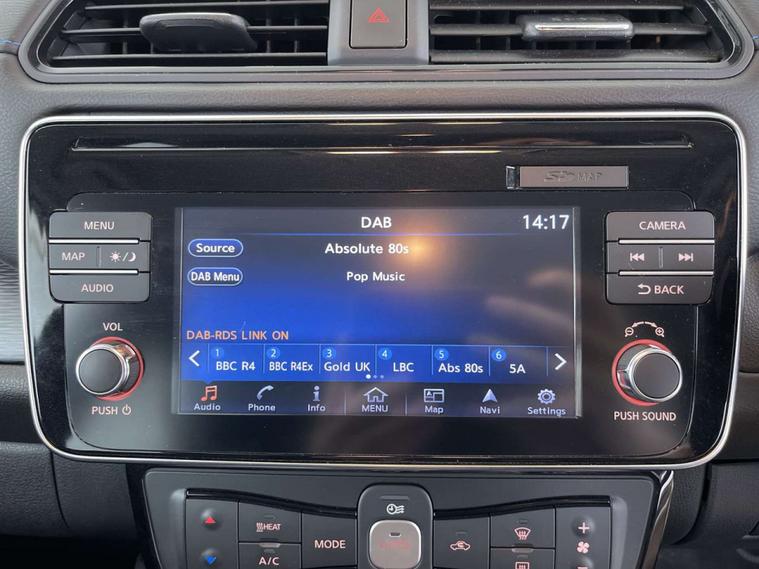 SD MAP
MENU
MAP
AUDIO
VOL
PUSH
DAB
14:17
Source
Absolute 80s
DAB Menu
Pop Music
DAB-RDS LINK ON
1 BBC R4
2 BBC R4Ex
3 Gold UK
4 LBC
5 Abs 80s
6 5A
Audio
Phone
Info
MENU
Map
Navi
Settings
CAMERA
BACK
PUSH SOUND
HEAT
A/C
MODE